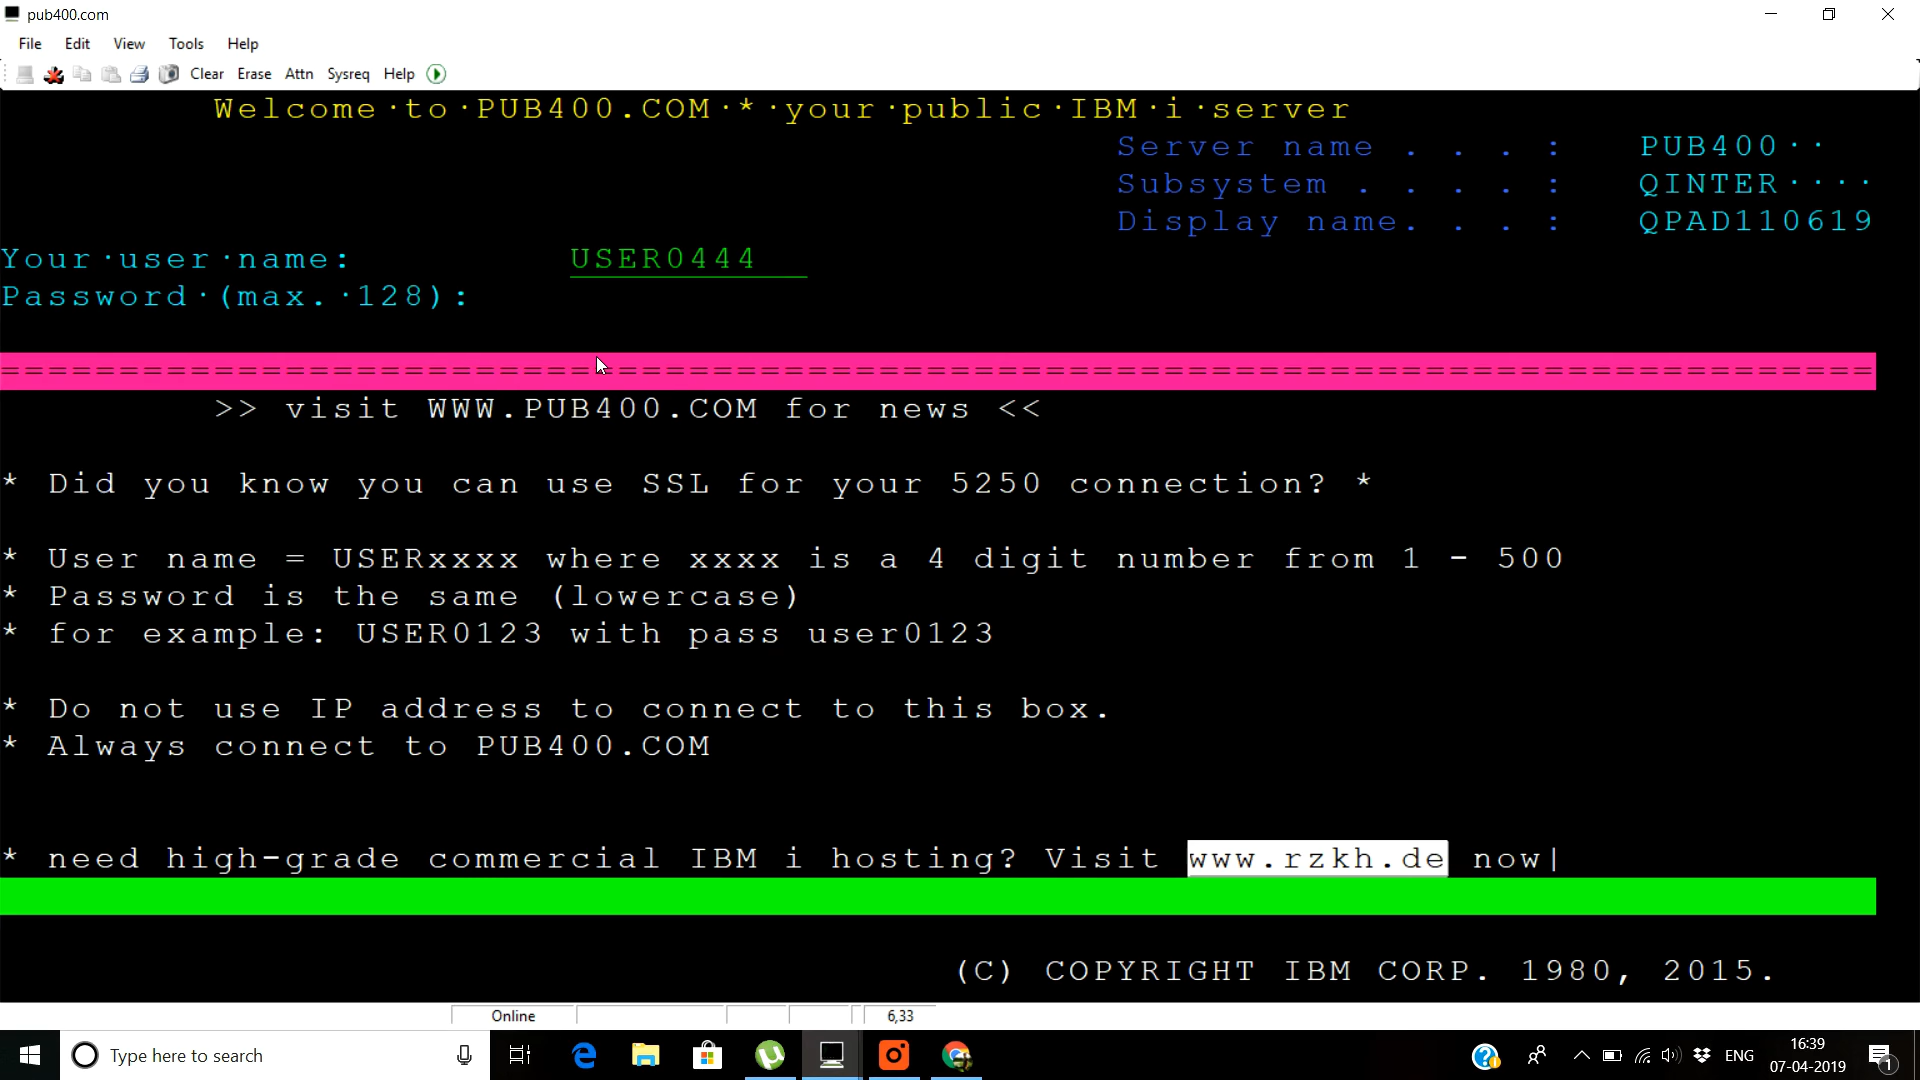 pub400.com
File Edit View Tools Help
Clear Erase Attn Sysreq Help
Welcome·to·PUB400.COM·*·your·public·IBM·i·server
Server name . . . : PUB400··
Subsystem . . . . : QINTER····
Display name. . . : QPAD110619
Your·user·name: USER0444
Password·(max.·128):
===============================================================================
>> visit WWW.PUB400.COM for news <<
* Did you know you can use SSL for your 5250 connection? *
* User name = USERxxxx where xxxx is a 4 digit number from 1 - 500
* Password is the same (lowercase)
* for example: USER0123 with pass user0123
* Do not use IP address to connect to this box.
* Always connect to PUB400.COM
* need high-grade commercial IBM i hosting? Visit www.rzkh.de now|
(C) COPYRIGHT IBM CORP. 1980, 2015.
Online 6,33
Type here to search ENG 16:39
07-04-2019 1